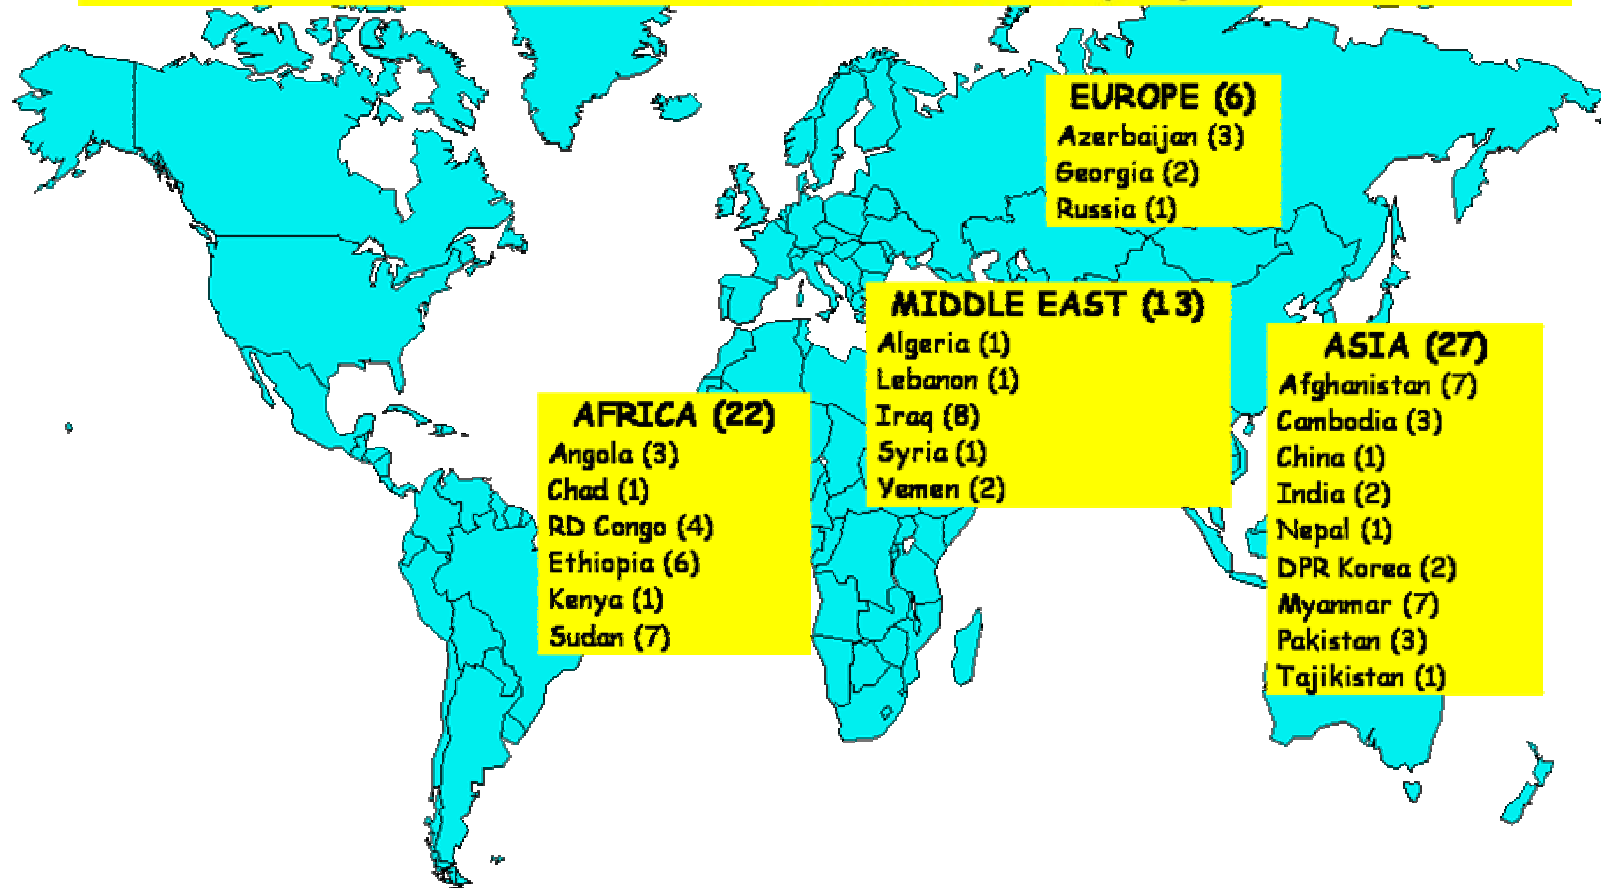 EUROPE (6)
Azerbaijan (3)
Georgia (2)
Russia (1)
MIDDLE EAST (13)
Algeria (1)
Lebanon (1)
Iraq (8)
Syria (1)
Yemen (2)
ASIA (27)
Afghanistan (7)
Cambodia (3)
China (1)
India (2)
Nepal (1)
DPR Korea (2)
Myanmar (7)
Pakistan (3)
Tajikistan (1)
AFRICA (22)
Angola (3)
Chad (1)
RD Congo (4)
Ethiopia (6)
Kenya (1)
Sudan (7)